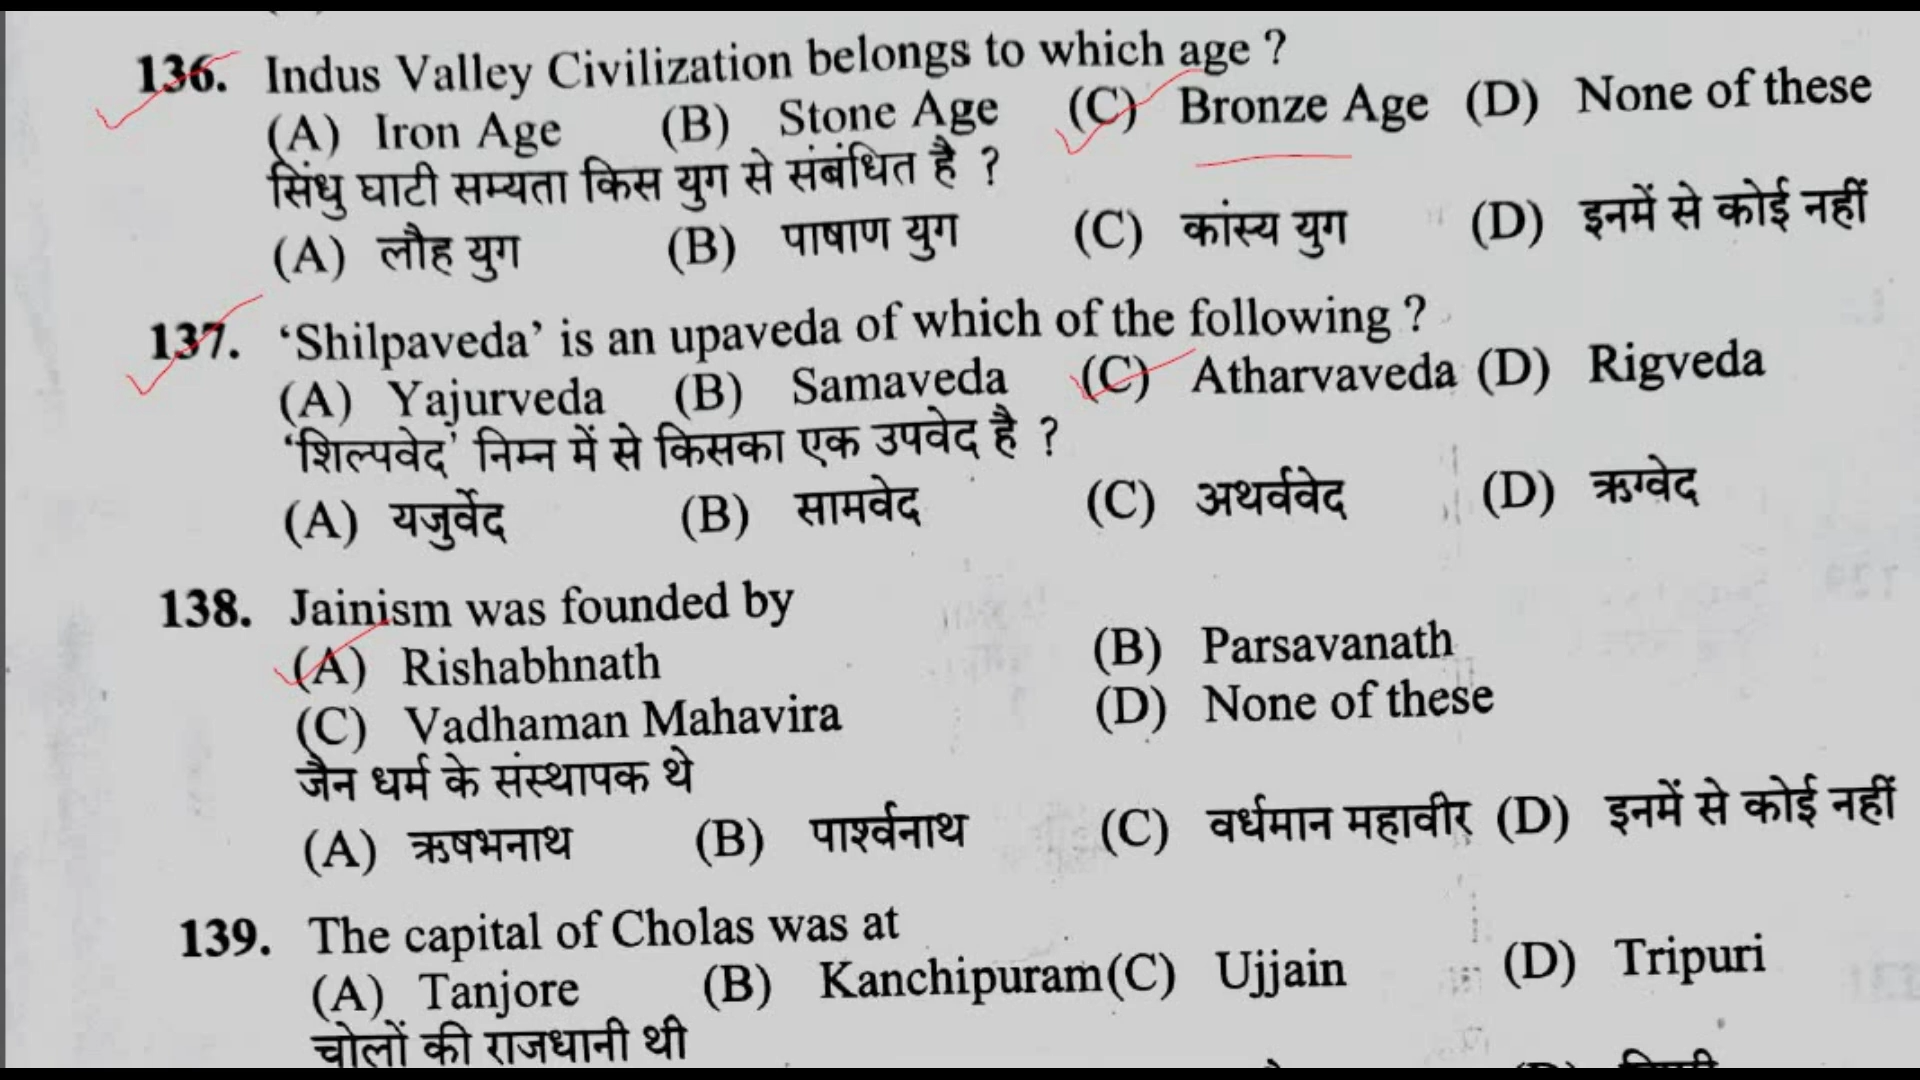 136. Indus Valley Civilization belongs to which age ?
(A) Iron Age (B) Stone Age (C) Bronze Age (D) None of these
सिंधु घाटी सम्यता किस युग से संबंधित है ?
(A) लौह युग (B) पाषाण युग (C) कांस्य युग (D) इनमें से कोई नहीं
137. ‘Shilpaveda’ is an upaveda of which of the following ?
(A) Yajurveda (B) Samaveda (C) Atharvaveda (D) Rigveda
‘शिल्पवेद’ निम्न में से किसका एक उपवेद है ?
(A) यजुर्वेद (B) सामवेद (C) अथर्ववेद (D) ऋग्वेद
138. Jainism was founded by
(A) Rishabhnath (B) Parsavanath
(C) Vadhaman Mahavira (D) None of these
जैन धर्म के संस्थापक थे
(A) ऋषभनाथ (B) पार्श्वनाथ (C) वर्धमान महावीर (D) इनमें से कोई नहीं
139. The capital of Cholas was at
(A) Tanjore (B) Kanchipuram (C) Ujjain (D) Tripuri
चोलों की राजधानी थी